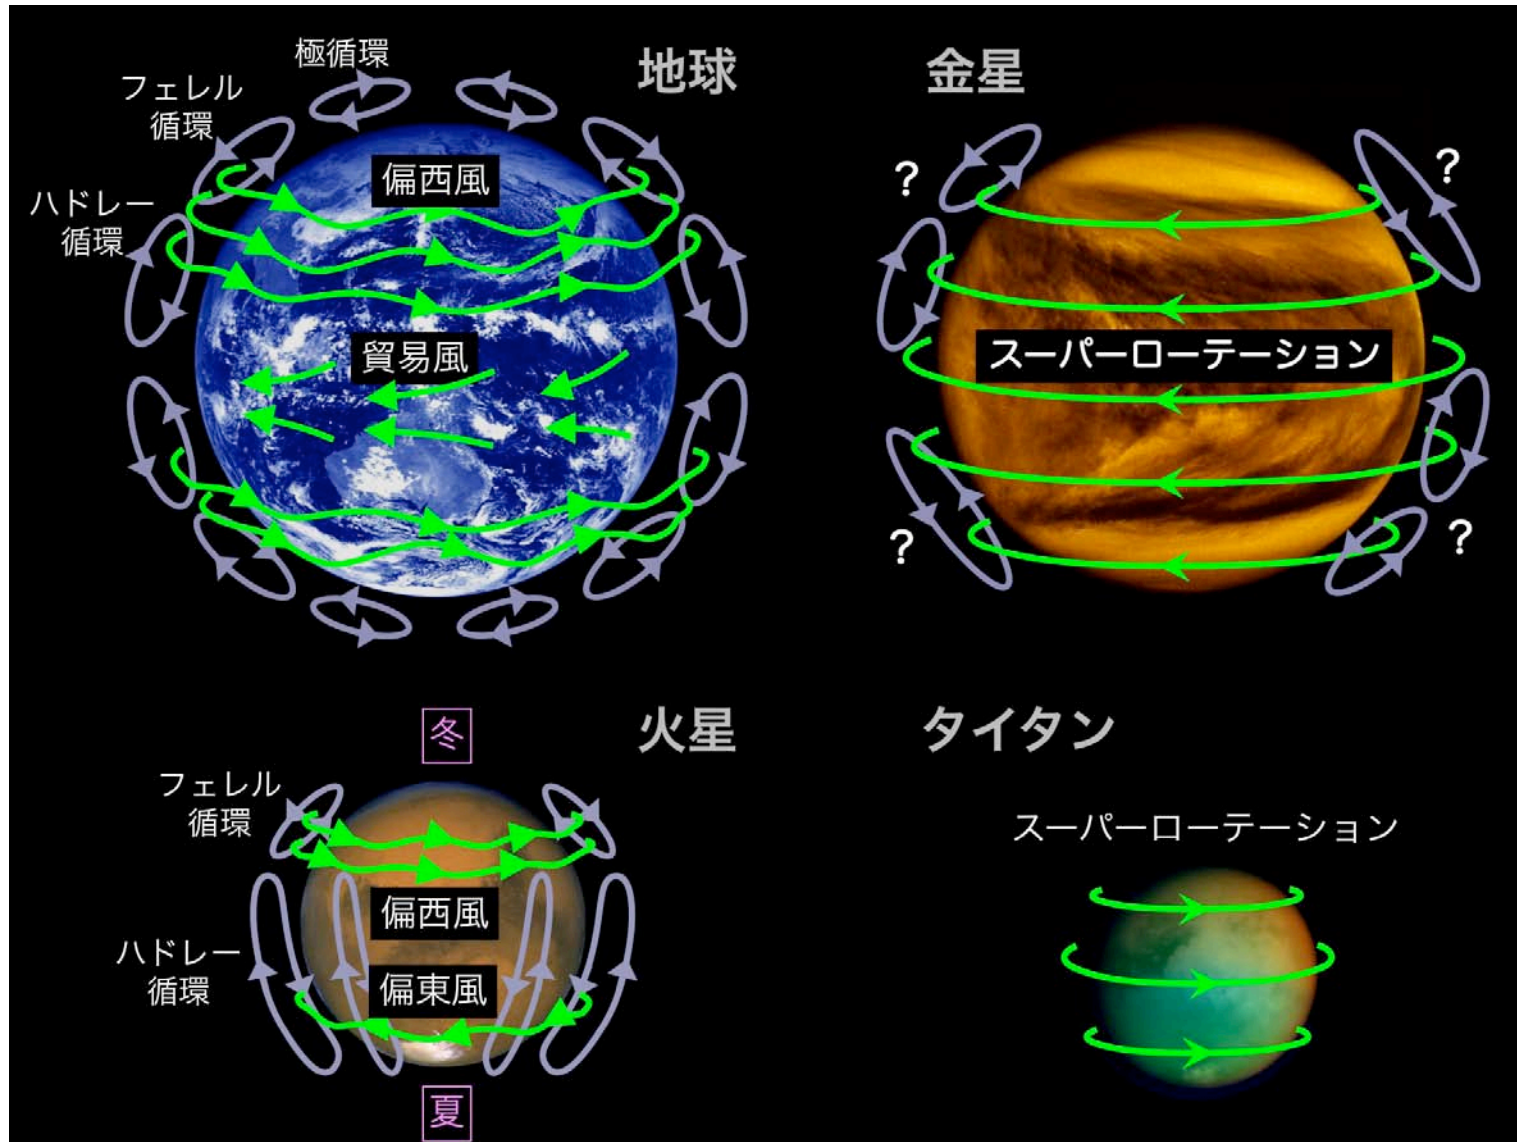 極循環
地球
金星
フェレル
循環
偏西風
?
?
ハドレー
循環
貿易風
スーパーローテーション
?
?
冬
火星
タイタン
フェレル
循環
スーパーローテーション
偏西風
ハドレー
循環
偏東風
夏